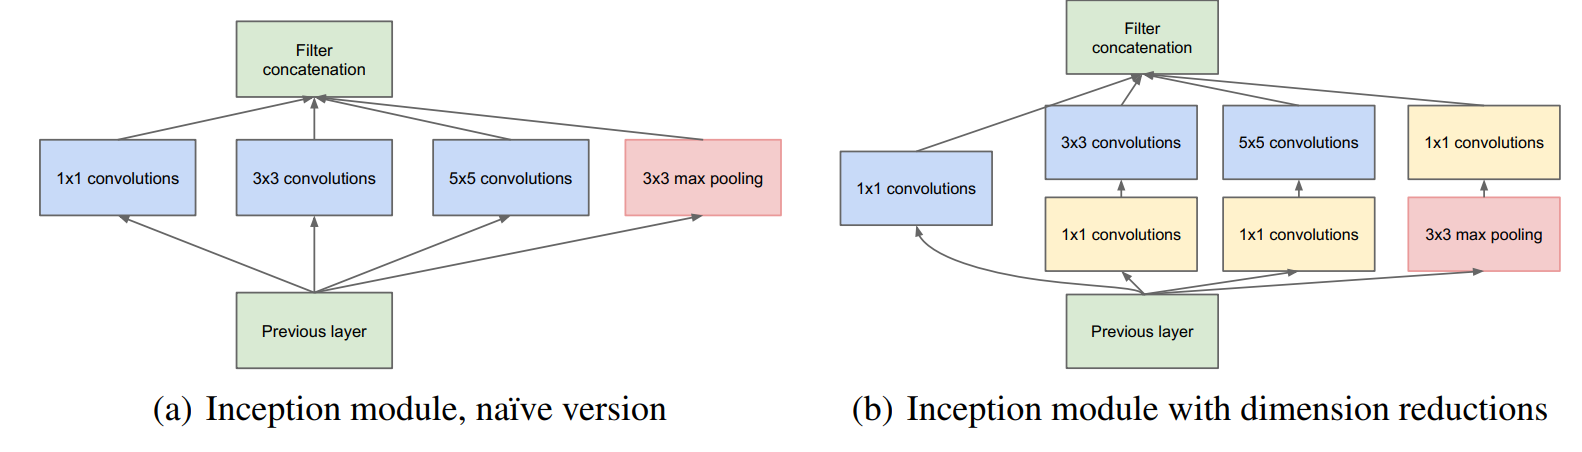 Filter
concatenation
1x1 convolutions
3x3 convolutions
5x5 convolutions
3x3 max pooling
Previous layer
(a) Inception module, naïve version
Filter
concatenation
3x3 convolutions
5x5 convolutions
1x1 convolutions
1x1 convolutions
1x1 convolutions
1x1 convolutions
3x3 max pooling
Previous layer
(b) Inception module with dimension reductions